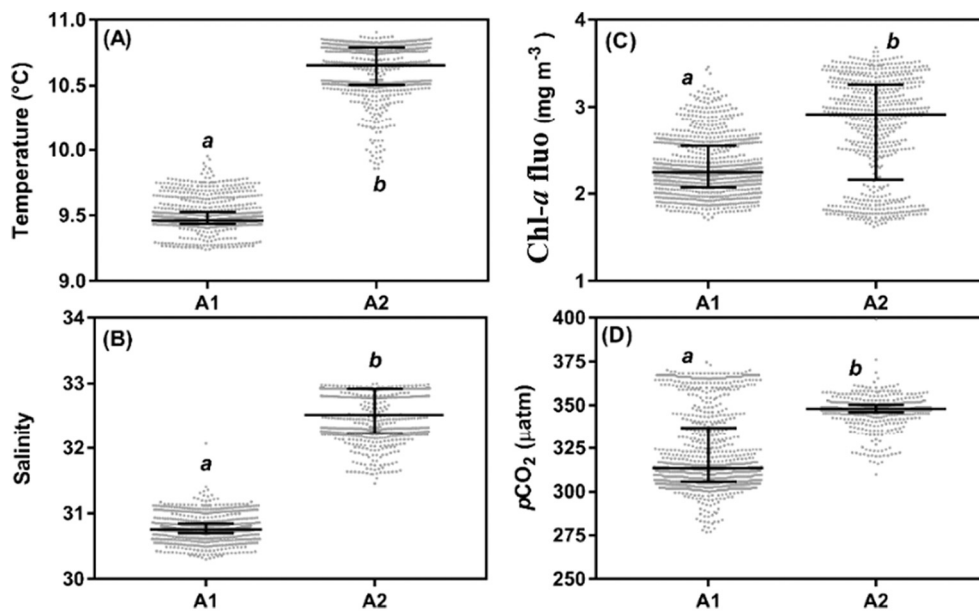 (A)
Temperature (°C)
11.0
10.5
10.0
9.5
9.0
a
b
A1
A2
(B)
Salinity
34
33
32
31
30
a
b
A1
A2
(C)
Chl-a fluo (mg m⁻³)
4
3
2
1
a
b
A1
A2
(D)
pCO₂ (µatm)
400
375
350
325
300
275
250
a
b
A1
A2